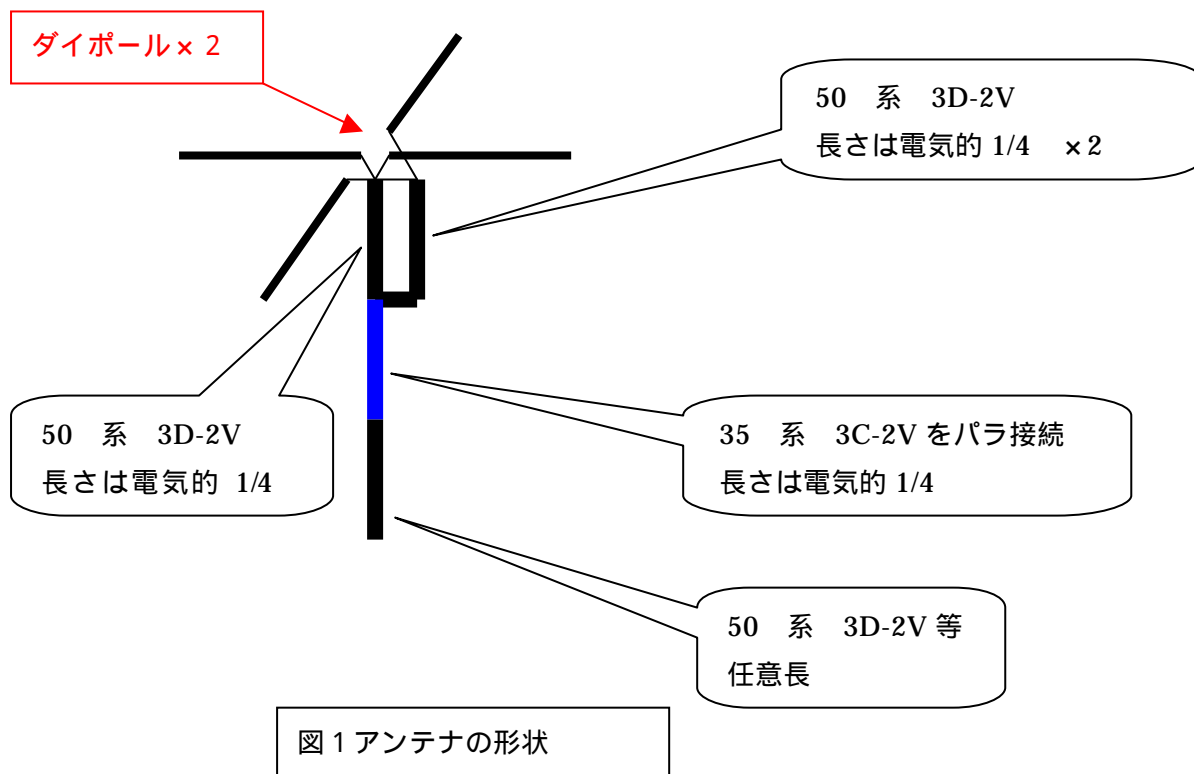 ダイポール×2
50 系 3D-2V
長さは電気的 1/4 ×2
50 系 3D-2V
長さは電気的 1/4
35 系 3C-2V をパラ接続
長さは電気的 1/4
50 系 3D-2V 等
任意長
図1アンテナの形状